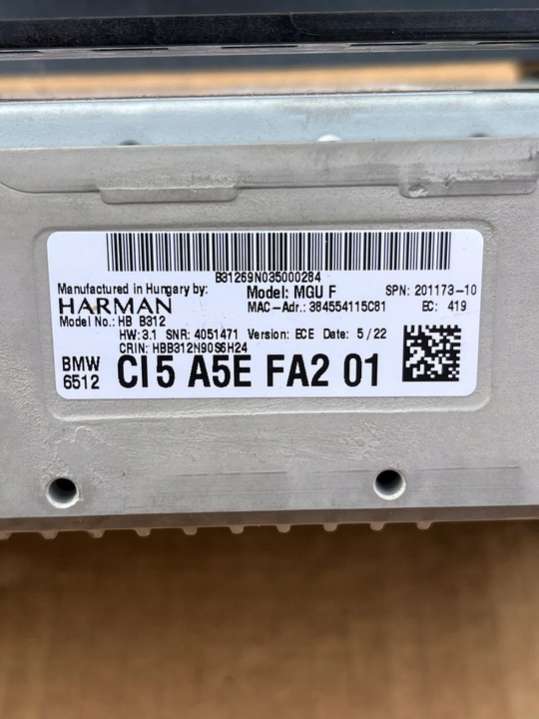 B31269N035000284
Manufactured in Hungary by: Model: MGU F SPN: 201173-10
HARMAN MAC-Adr.: 384554115C81 EC: 419
Model No.: HB B312
HW: 3.1 SNR: 4051471 Version: ECE Date: 5/22
CRIN: HBB312N90S6H24
BMW 6512 CI5 A5E FA2 01